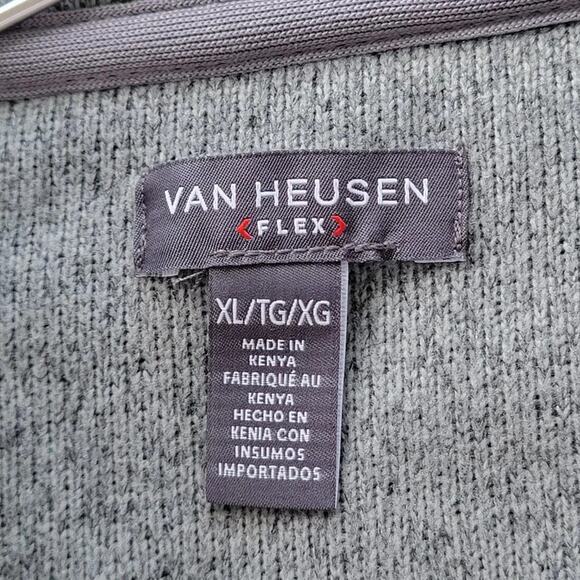 VAN HEUSEN
<FLEX>
XL/TG/XG
MADE IN
KENYA
FABRIQUÉ AU
KENYA
HECHO EN
KENIA CON
INSUMOS
IMPORTADOS